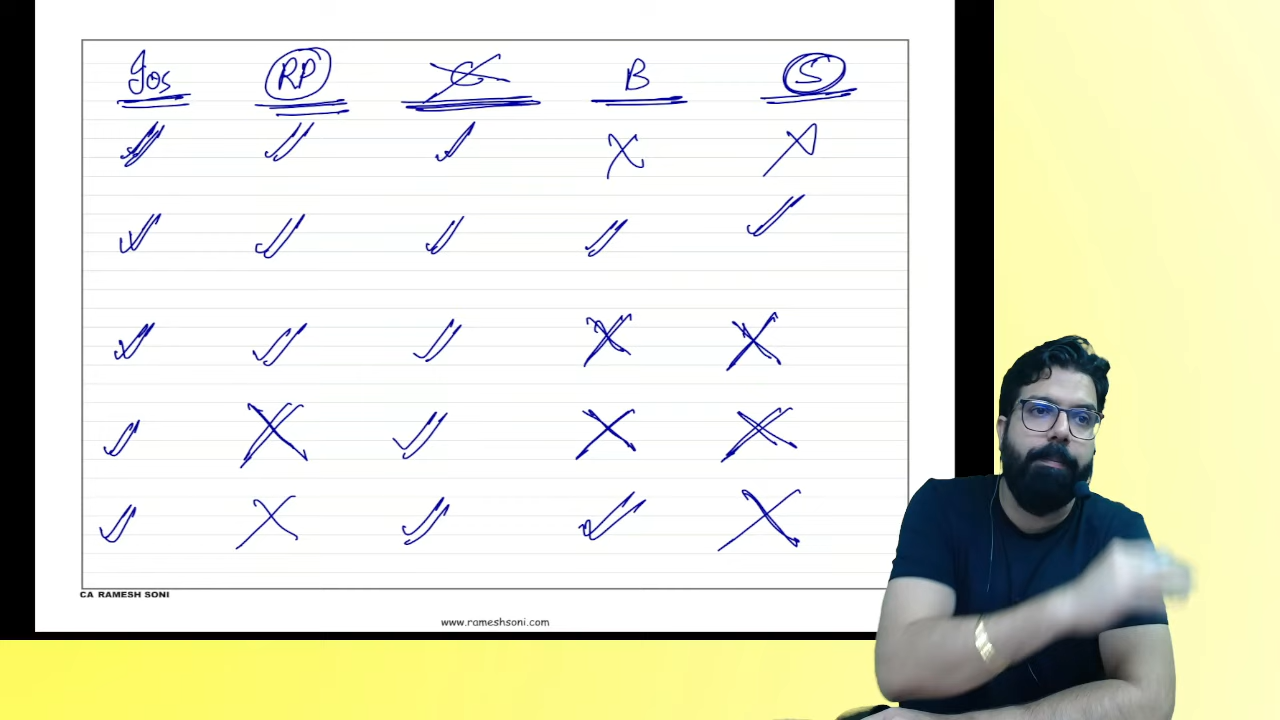 Jos RP C B S
✓ ✓ ✓ X X
✓ ✓ ✓ ✓ ✓
✓ ✓ ✓ X X
✓ X ✓ X X
✓ X ✓ ✓ X
CA RAMESH SONI
www.rameshsoni.com